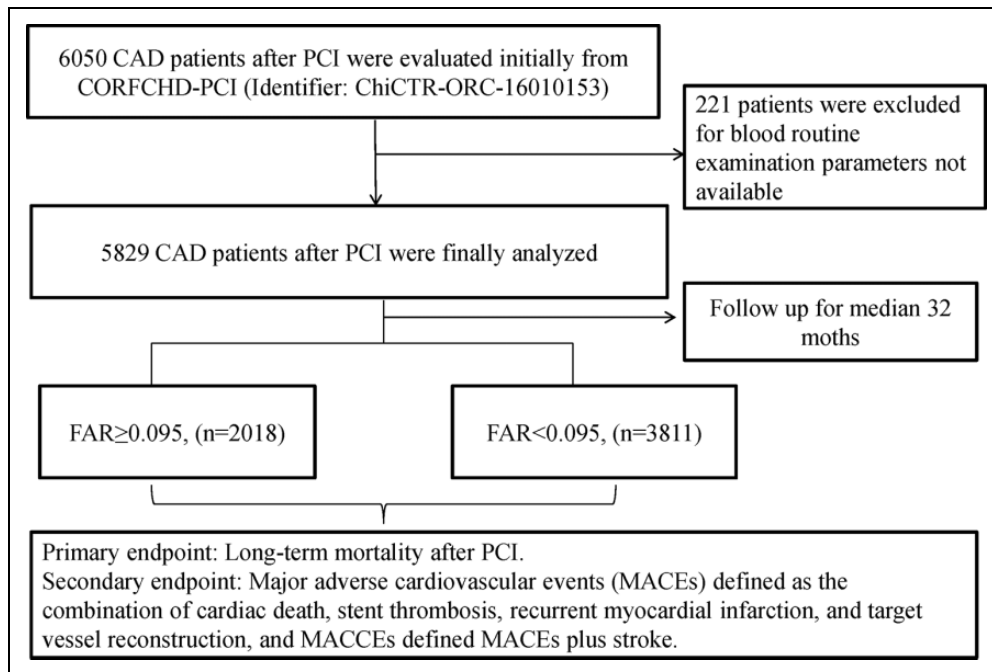 6050 CAD patients after PCI were evaluated initially from
CORFCHD-PCI (Identifier: ChiCTR-ORC-16010153)
221 patients were excluded
for blood routine
examination parameters not
available
5829 CAD patients after PCI were finally analyzed
Follow up for median 32
moths
FAR≥0.095, (n=2018)
FAR<0.095, (n=3811)
Primary endpoint: Long-term mortality after PCI.
Secondary endpoint: Major adverse cardiovascular events (MACEs) defined as the
combination of cardiac death, stent thrombosis, recurrent myocardial infarction, and target
vessel reconstruction, and MACCEs defined MACEs plus stroke.